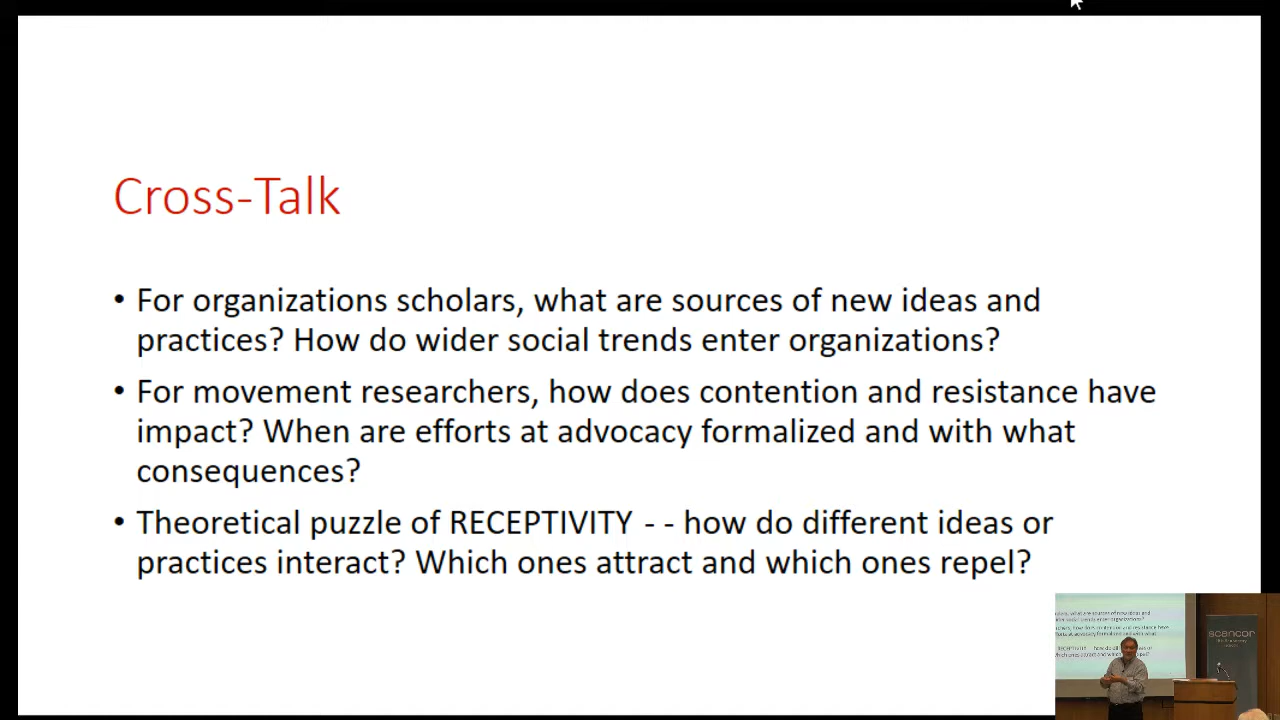 Cross-Talk
• For organizations scholars, what are sources of new ideas and
practices? How do wider social trends enter organizations?
• For movement researchers, how does contention and resistance have
impact? When are efforts at advocacy formalized and with what
consequences?
• Theoretical puzzle of RECEPTIVITY - - how do different ideas or
practices interact? Which ones attract and which ones repel?
scancor